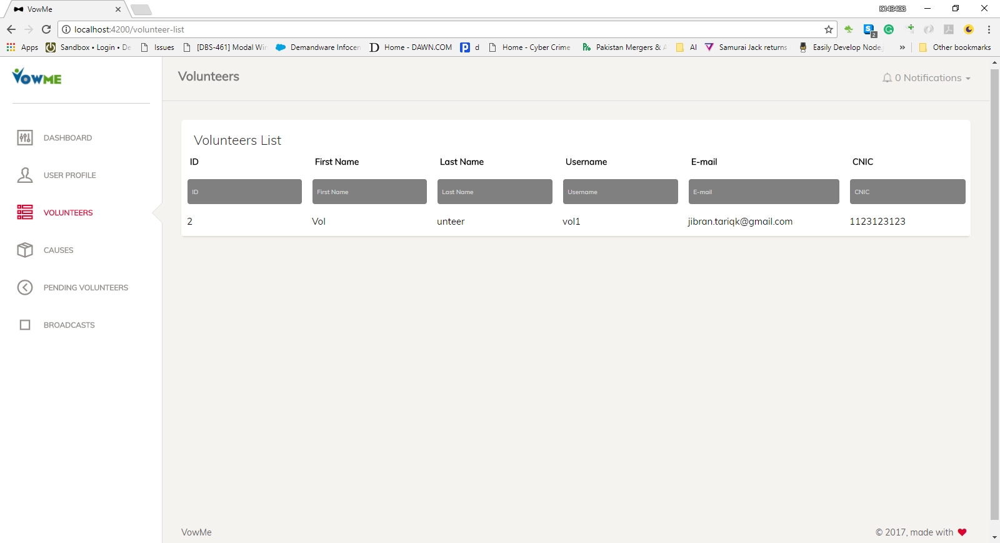 VowMe
K143408
localhost:4200/volunteer-list
2
Apps Sandbox • Login • De Issues [DBS-461] Modal Win Demandware Infocen Home - DAWN.COM d Home - Cyber Crime Pakistan Mergers & A AI Samurai Jack returns Easily Develop Node. » Other bookmarks
VOWME
Volunteers
0 Notifications
DASHBOARD
USER PROFILE
VOLUNTEERS
CAUSES
PENDING VOLUNTEERS
BROADCASTS
Volunteers List
ID First Name Last Name Username E-mail CNIC
ID First Name Last Name Username E-mail CNIC
2 Vol unteer vol1 jibran.tariqk@gmail.com 1123123123
VowMe
© 2017, made with